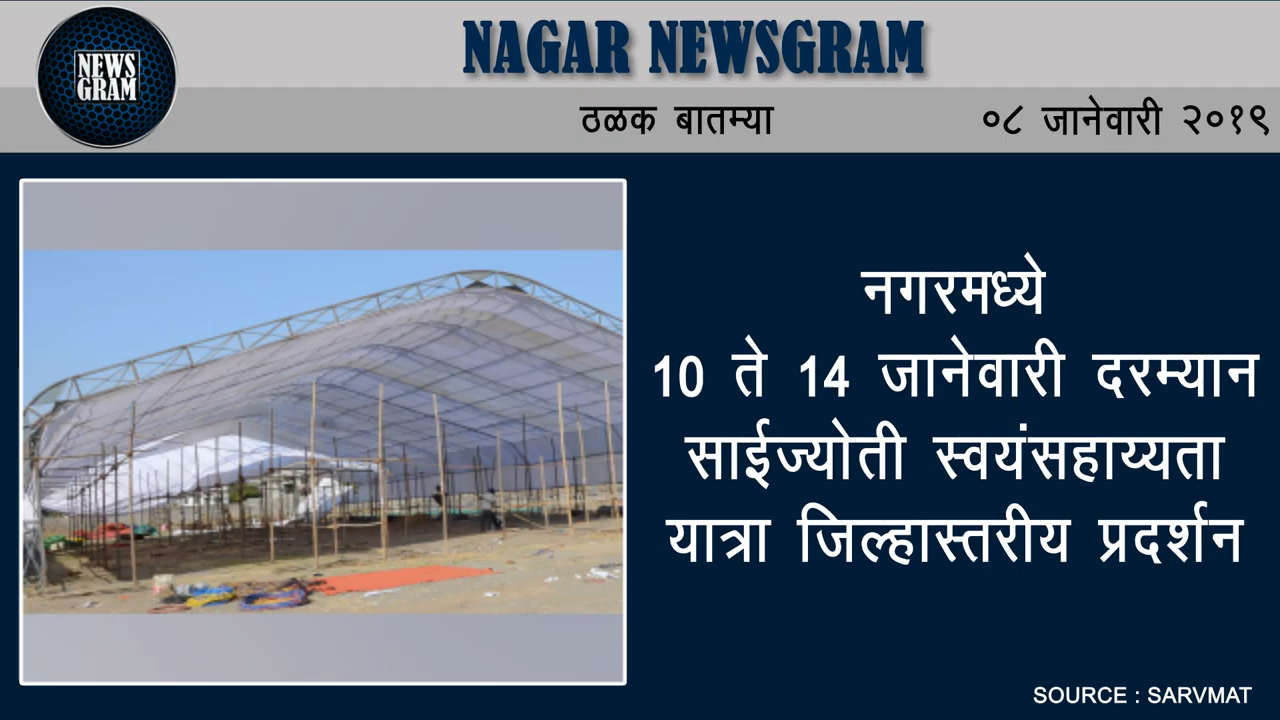 NEWS
GRAM
NAGAR NEWSGRAM
ठळक बातम्या
०८ जानेवारी २०१९
नगरमध्ये
10 ते 14 जानेवारी दरम्यान
साईज्योती स्वयंसहाय्यता
यात्रा जिल्हास्तरीय प्रदर्शन
SOURCE : SARVMAT